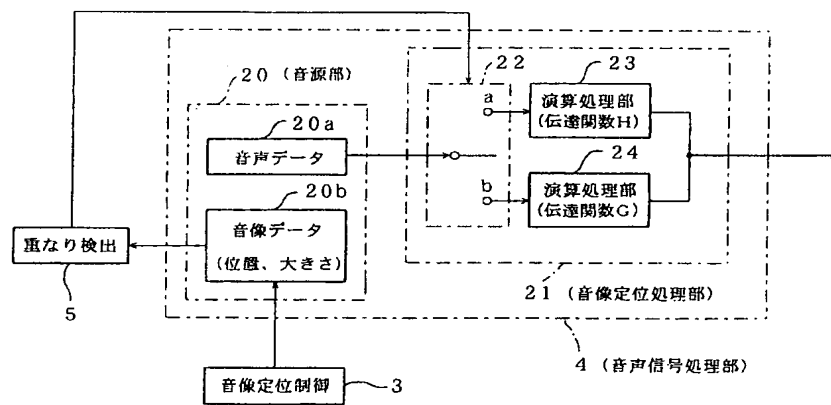 22
23
20 (音源部)
a
演算処理部
(伝達関数H)
20a
音声データ
24
20b
b
演算処理部
(伝達関数G)
音像データ
(位置、大きさ)
重なり検出
5
21 (音像定位処理部)
4 (音声信号処理部)
音像定位制御
3